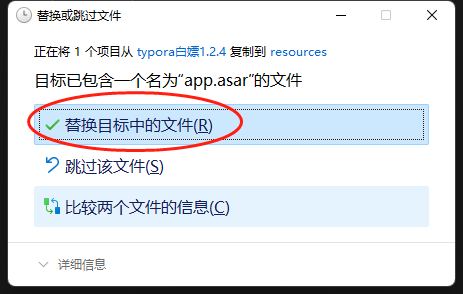 替换或跳过文件
正在将 1 个项目从 typora白嫖1.2.4 复制到 resources
目标已包含一个名为“app.asar”的文件
替换目标中的文件(R)
跳过该文件(S)
比较两个文件的信息(C)
详细信息